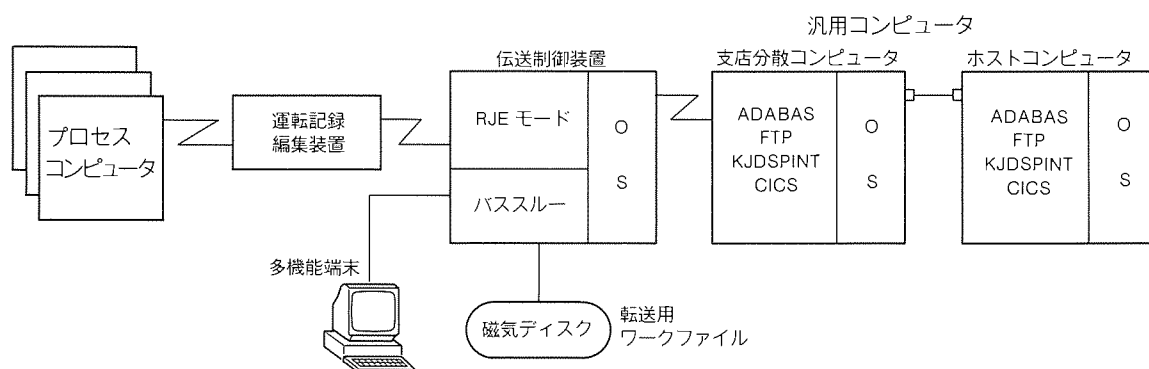 汎用コンピュータ
伝送制御装置
支店分散コンピュータ
ホストコンピュータ
プロセス
コンピュータ
運転記録
編集装置
RJE モード
バススルー
O
S
ADABAS
FTP
KJDSPINT
CICS
O
S
ADABAS
FTP
KJDSPINT
CICS
O
S
多機能端末
磁気ディスク
転送用
ワークファイル